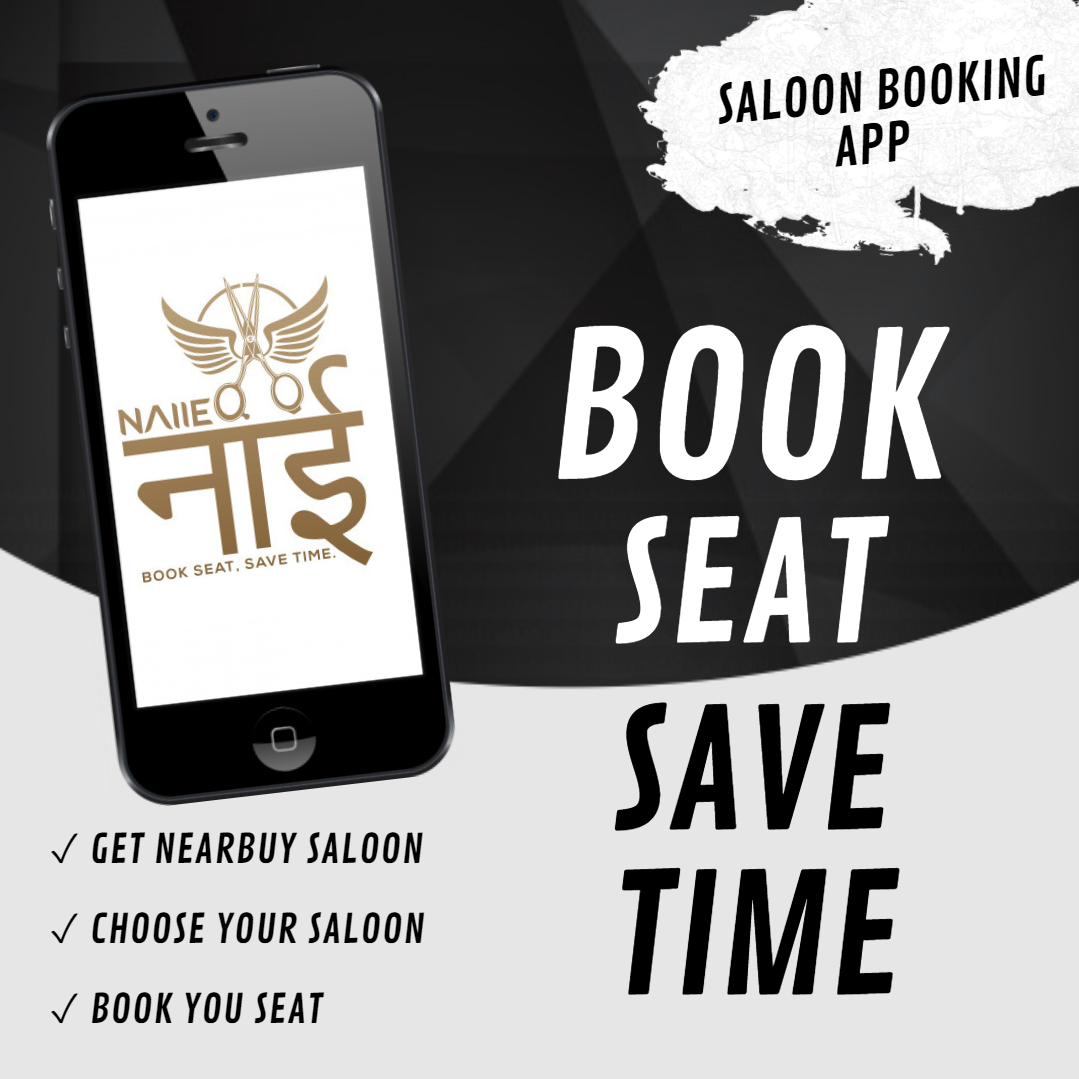 SALOON BOOKING
APP
NAIIE
नाई
BOOK SEAT. SAVE TIME.
BOOK
SEAT
SAVE
TIME
✓ GET NEARBUY SALOON
✓ CHOOSE YOUR SALOON
✓ BOOK YOU SEAT